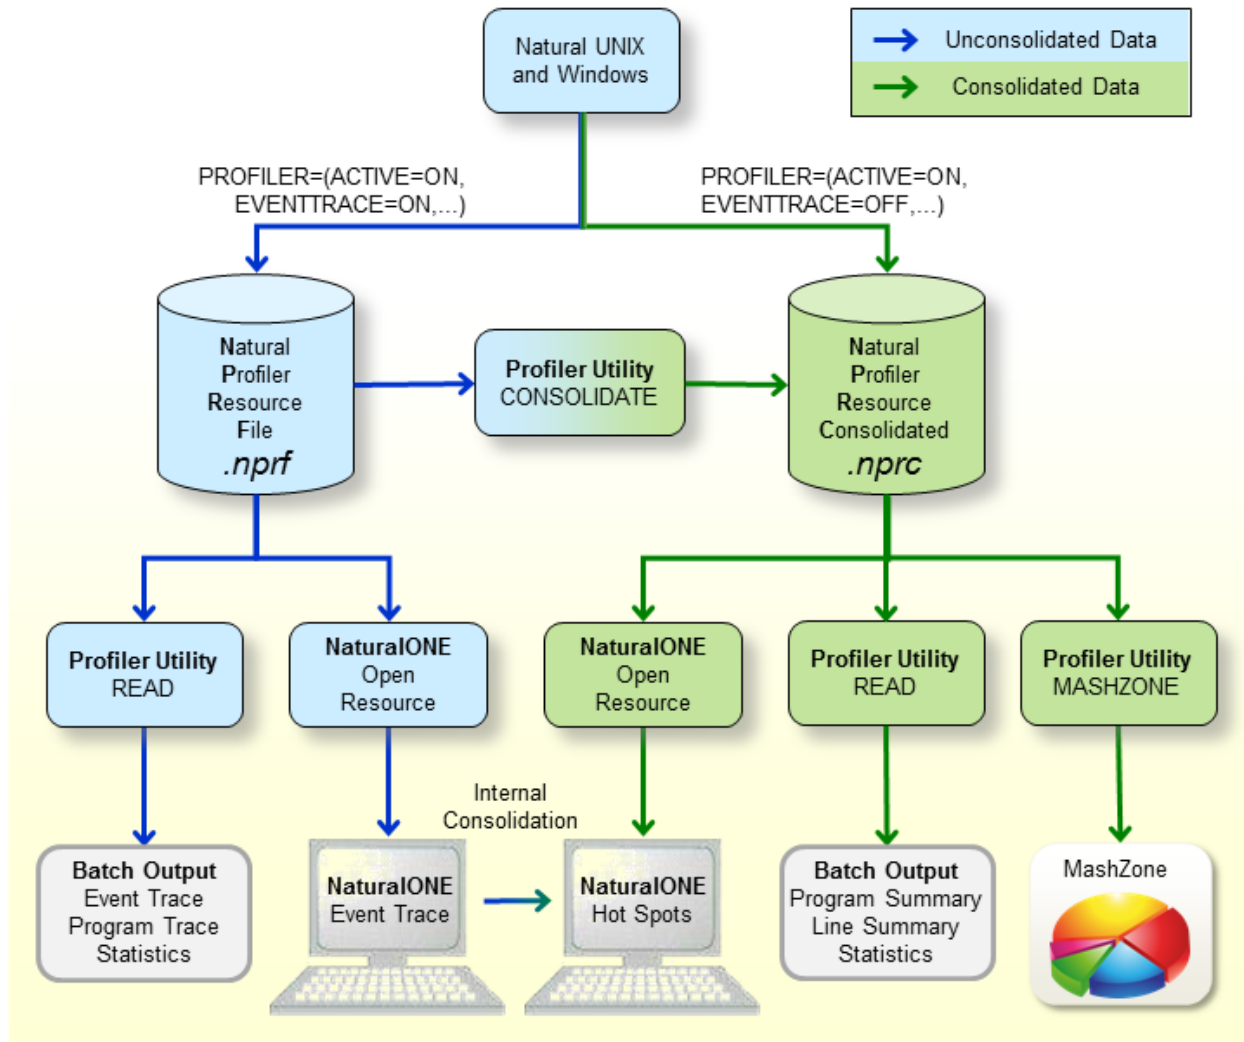 Natural UNIX
and Windows
Unconsolidated Data
Consolidated Data
PROFILER=(ACTIVE=ON,
EVENTTRACE=ON,...)
PROFILER=(ACTIVE=ON,
EVENTTRACE=OFF,...)
Natural
Profiler
Resource
File
.nprf
Profiler Utility
CONSOLIDATE
Natural
Profiler
Resource
Consolidated
.nprc
Profiler Utility
READ
NaturalONE
Open
Resource
NaturalONE
Open
Resource
Profiler Utility
READ
Profiler Utility
MASHZONE
Internal
Consolidation
Batch Output
Event Trace
Program Trace
Statistics
NaturalONE
Event Trace
NaturalONE
Hot Spots
Batch Output
Program Summary
Line Summary
Statistics
MashZone